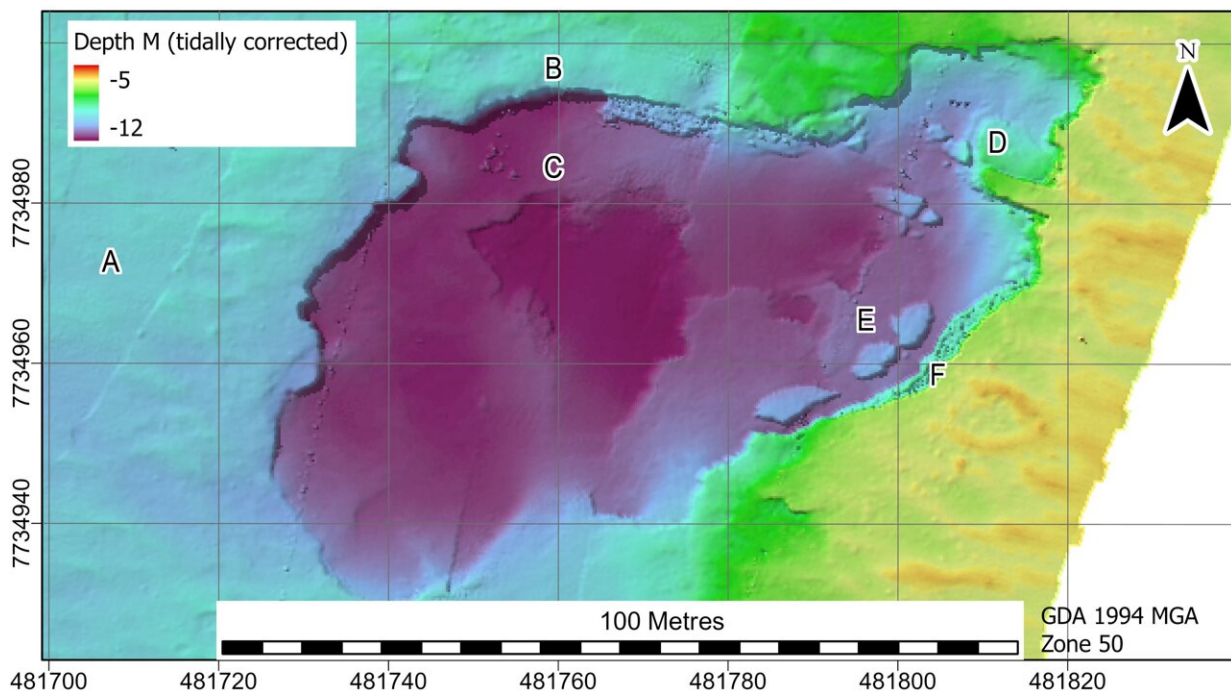 Depth M (tidally corrected)
-5
-12
B
N
D
C
A
E
F
7734980
7734960
7734940
100 Metres
GDA 1994 MGA
Zone 50
481700
481720
481740
481760
481780
481800
481820